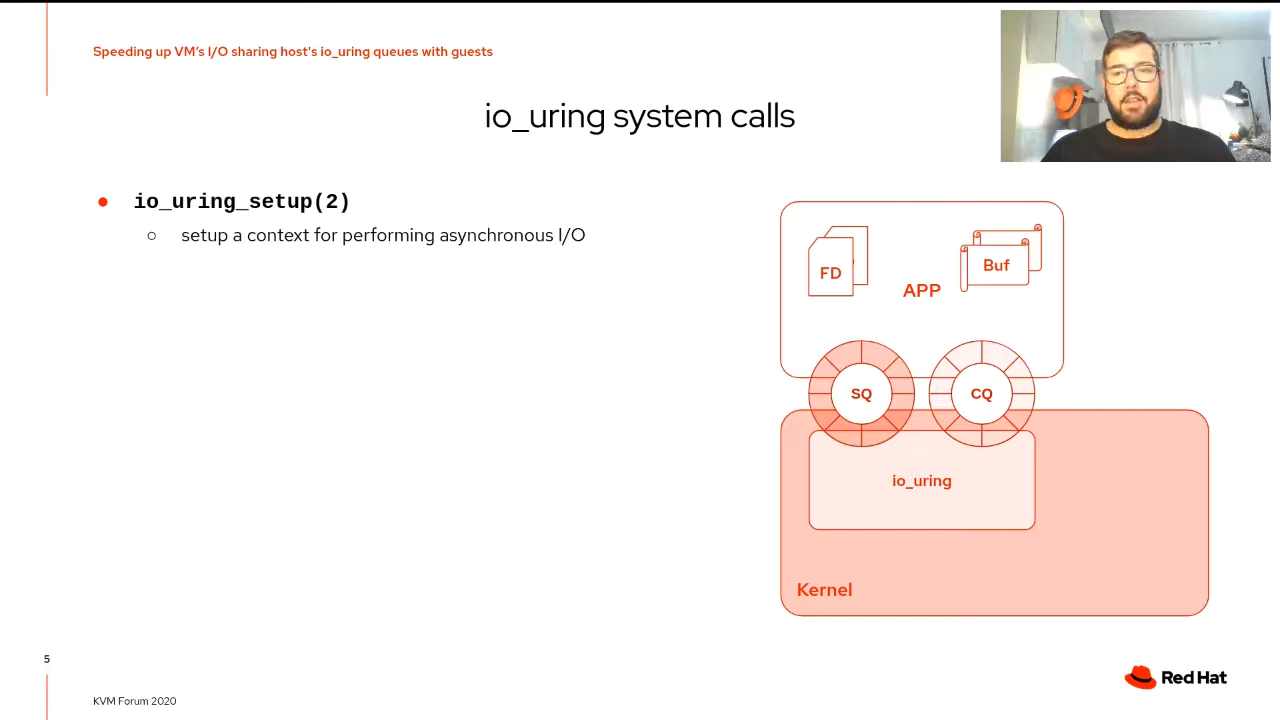 Speeding up VM's I/O sharing host's io_uring queues with guests
io_uring system calls
● io_uring_setup(2)
○ setup a context for performing asynchronous I/O
FD
Buf
APP
SQ
CQ
io_uring
Kernel
5
Red Hat
KVM Forum 2020